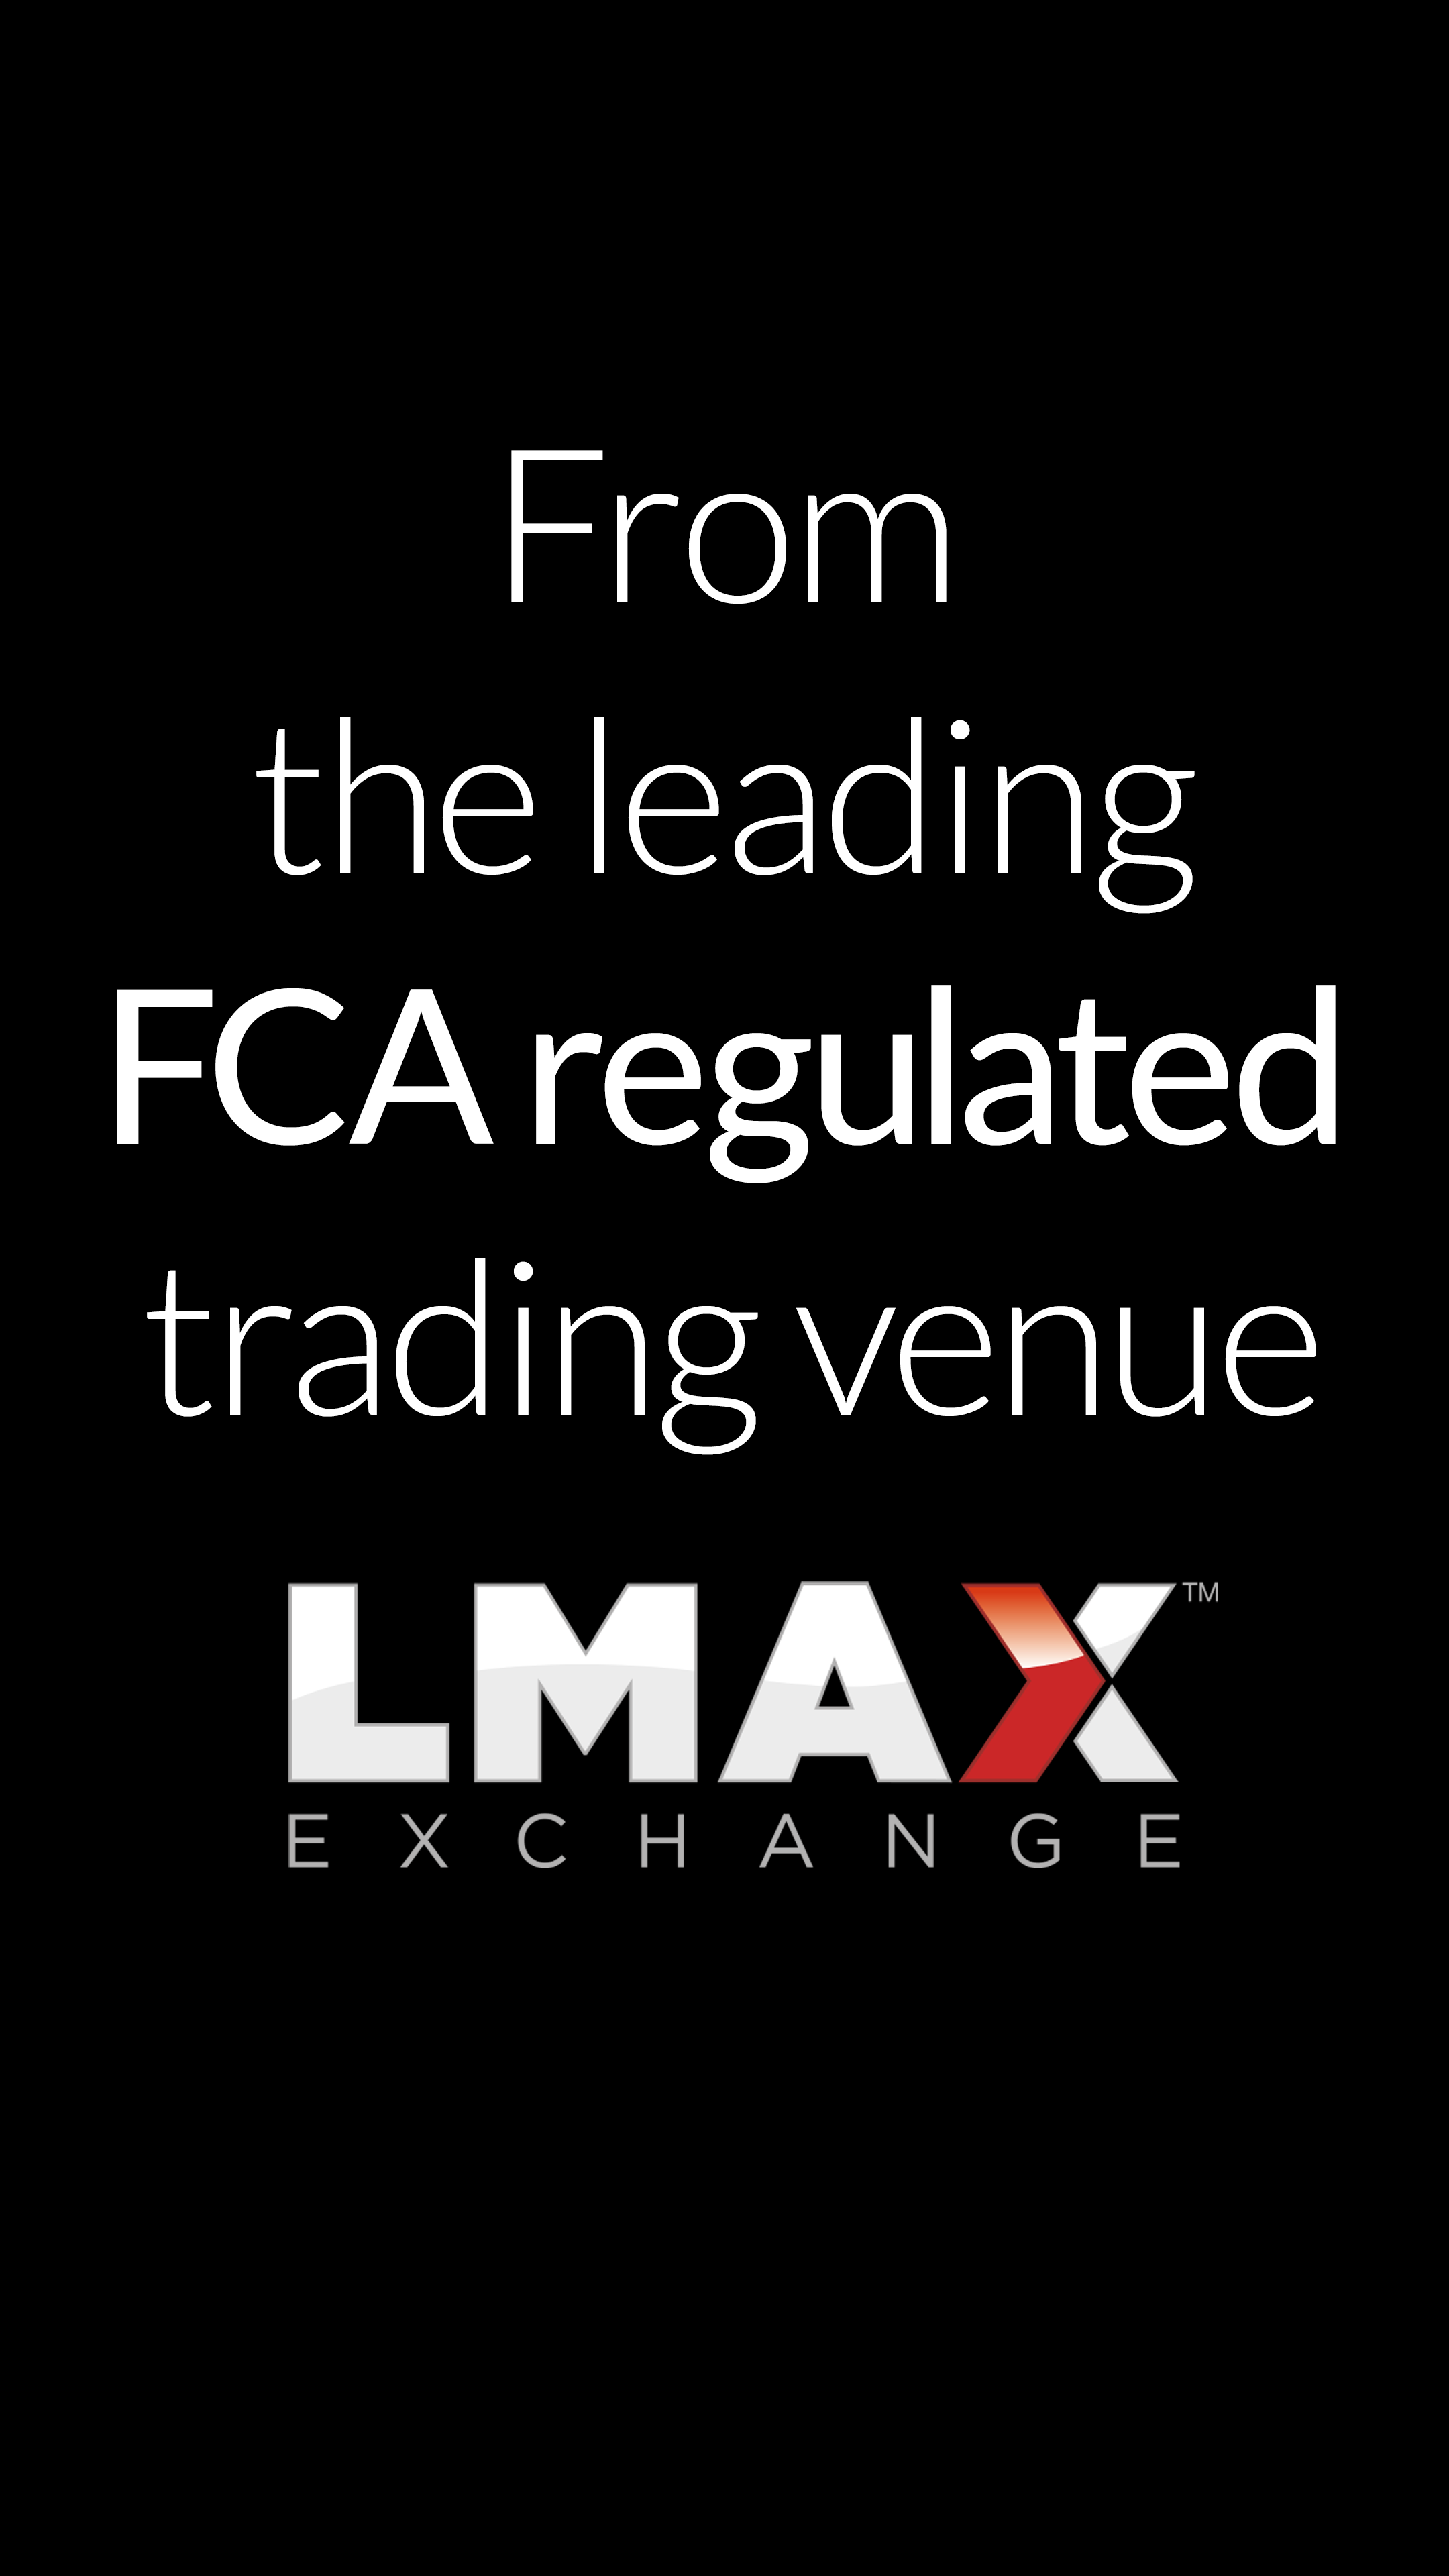 From
the leading
FCA regulated
trading venue
LMAX™
EXCHANGE